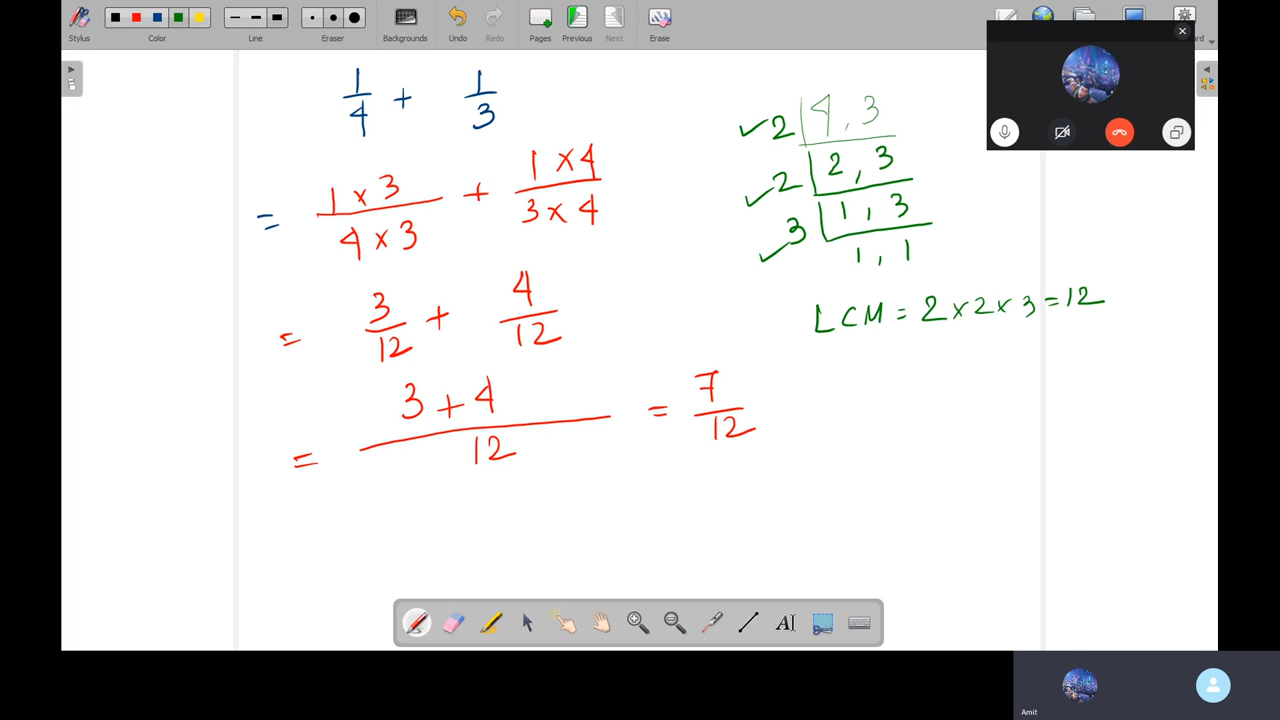 Stylus Color Line Eraser Backgrounds Undo Redo Pages Previous Next Erase
1/4 + 1/3
= 1 x 3/4 x 3 + 1 x 4/3 x 4
= 3/12 + 4/12
= 3 + 4/12 = 7/12
✓ 2 | 4 , 3
✓ 2 | 2 , 3
✓ 3 | 1 , 3
1 , 1
LCM = 2 x 2 x 3 = 12
AI
Amit